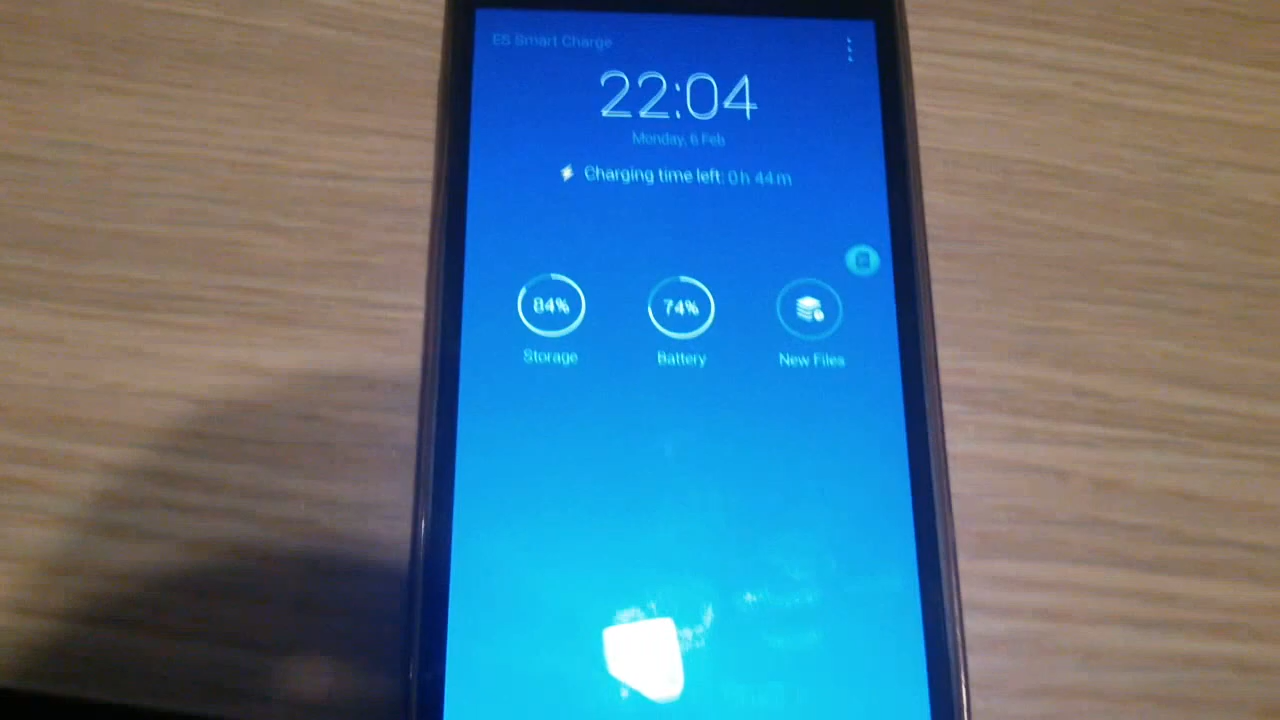 ES Smart Charge
22:04
Monday, 6 Feb
Charging time left: 0h 44m
84% 74%
Storage Battery New Files